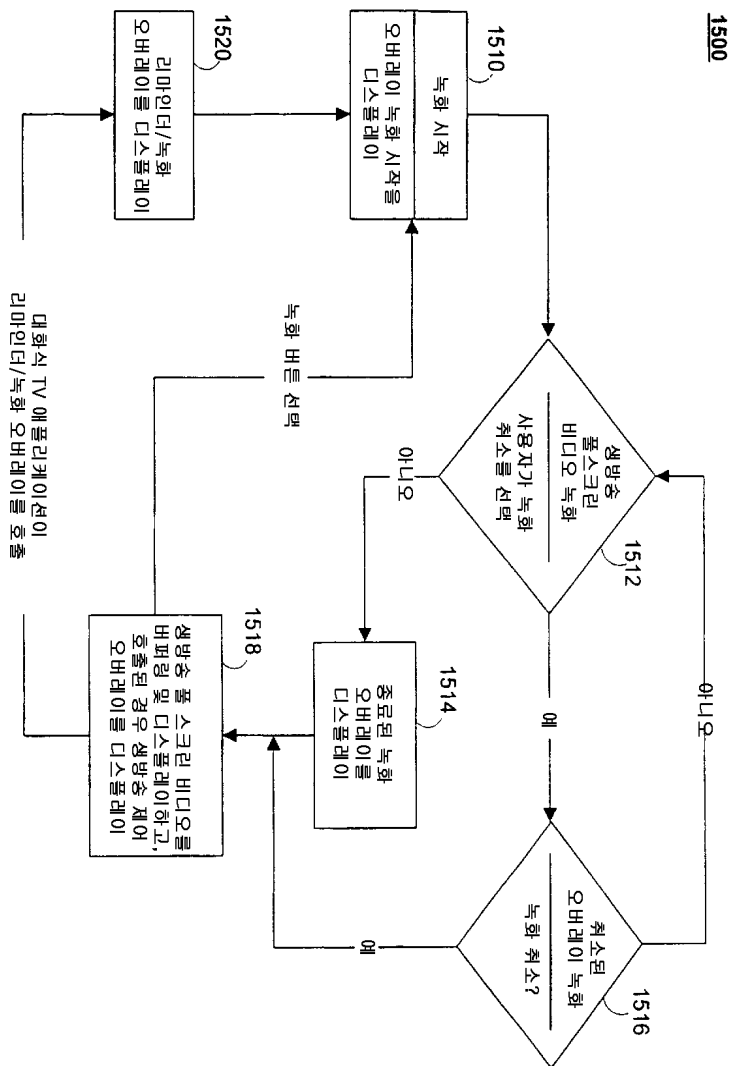 1500
1510
녹화 시작
오버레이 녹화 시작을
디스플레이
1520
리마인더/녹화
오버레이를 디스플레이
녹화 버튼 선택
대화식 TV 애플리케이션이
리마인더/녹화 오버레이를 호출
생방송
풀스크린
비디오 녹화
사용자가 녹화
취소를 선택
1512
아니오
예
아니오
1514
종료된 녹화
오버레이를
디스플레이
1518
생방송 풀 스크린 비디오를
버퍼링 및 디스플레이하고,
호출된 경우 생방송 제어
오버레이를 디스플레이
취소된
오버레이 녹화
녹화 취소?
1516
예